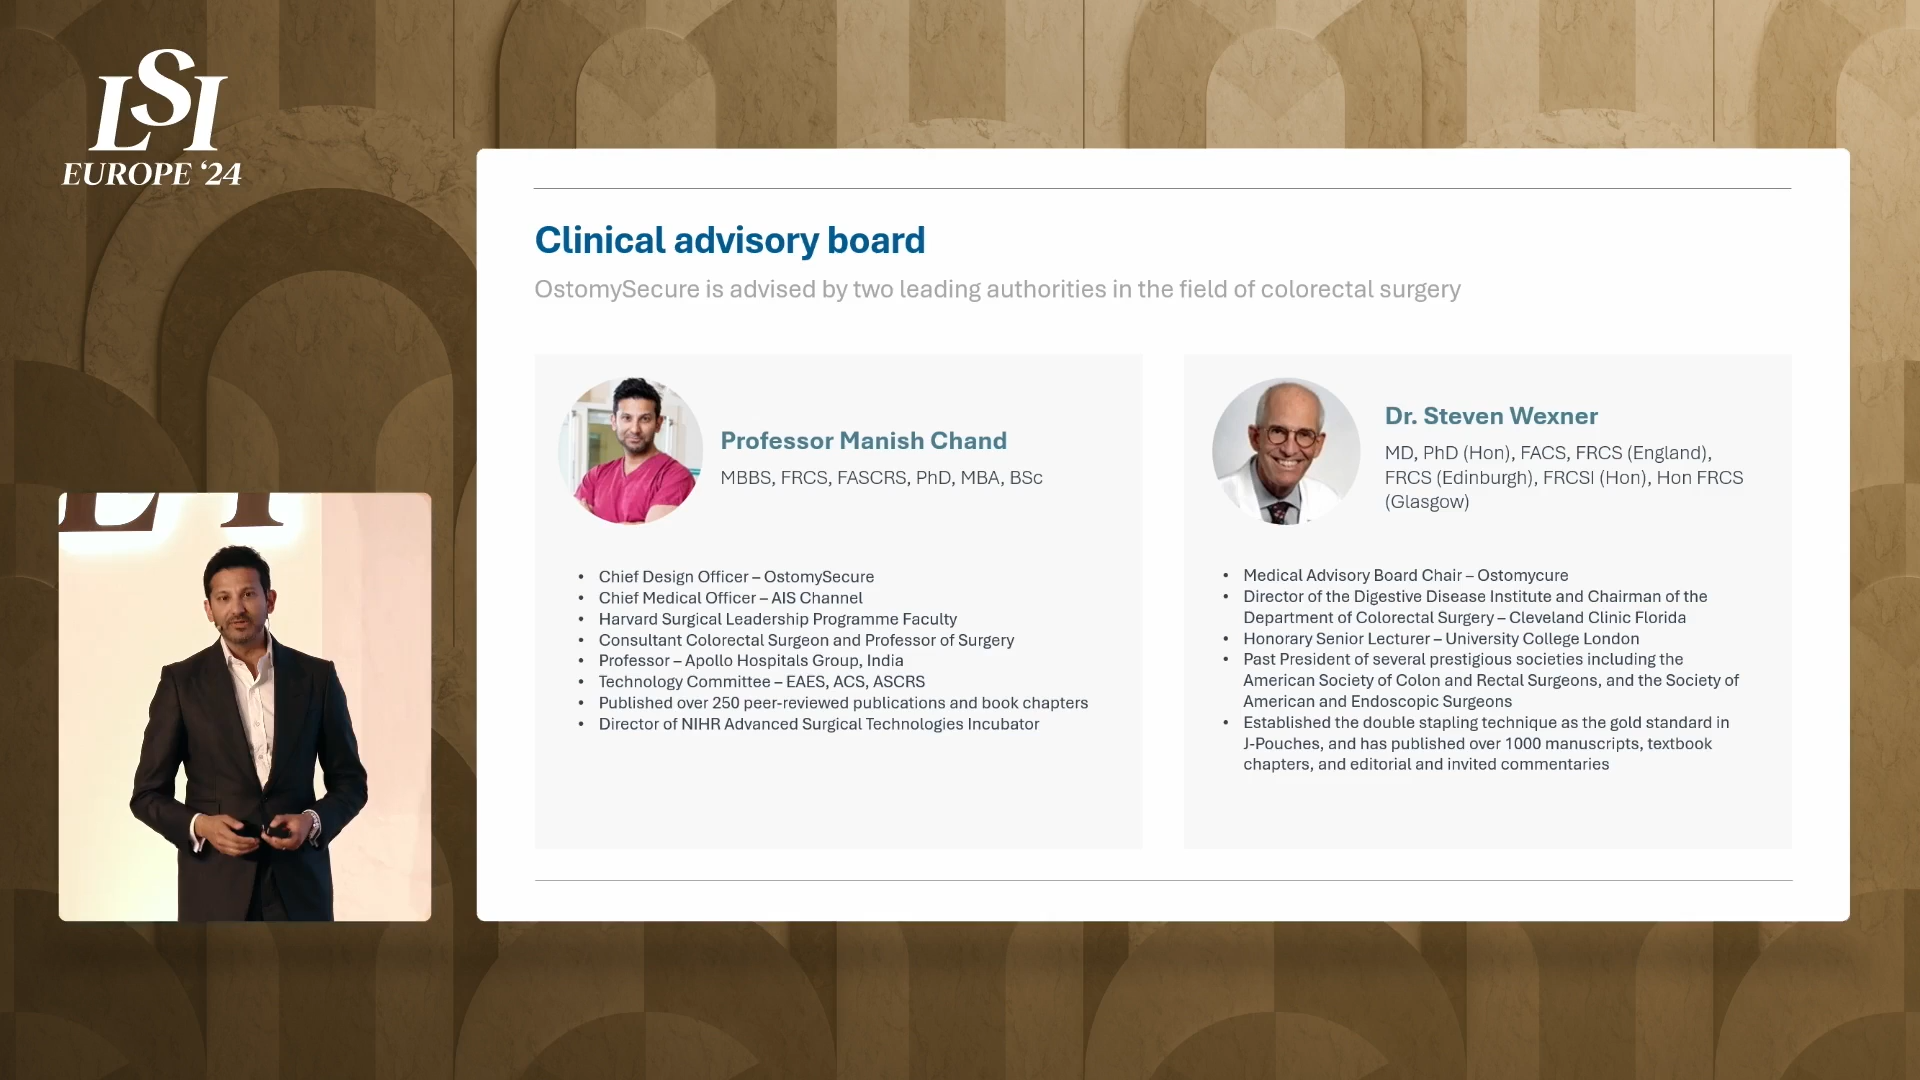 LSI
EUROPE ‘24
Clinical advisory board
OstomySecure is advised by two leading authorities in the field of colorectal surgery
Professor Manish Chand
MBBS, FRCS, FASCRS, PhD, MBA, BSc
• Chief Design Officer – OstomySecure
• Chief Medical Officer – AIS Channel
• Harvard Surgical Leadership Programme Faculty
• Consultant Colorectal Surgeon and Professor of Surgery
• Professor – Apollo Hospitals Group, India
• Technology Committee – EAES, ACS, ASCRS
• Published over 250 peer-reviewed publications and book chapters
• Director of NIHR Advanced Surgical Technologies Incubator
Dr. Steven Wexner
MD, PhD (Hon), FACS, FRCS (England),
FRCS (Edinburgh), FRCSI (Hon), Hon FRCS
(Glasgow)
• Medical Advisory Board Chair – Ostomycure
• Director of the Digestive Disease Institute and Chairman of the
Department of Colorectal Surgery – Cleveland Clinic Florida
• Honorary Senior Lecturer – University College London
• Past President of several prestigious societies including the
American Society of Colon and Rectal Surgeons, and the Society of
American and Endoscopic Surgeons
• Established the double stapling technique as the gold standard in
J-Pouches, and has published over 1000 manuscripts, textbook
chapters, and editorial and invited commentaries